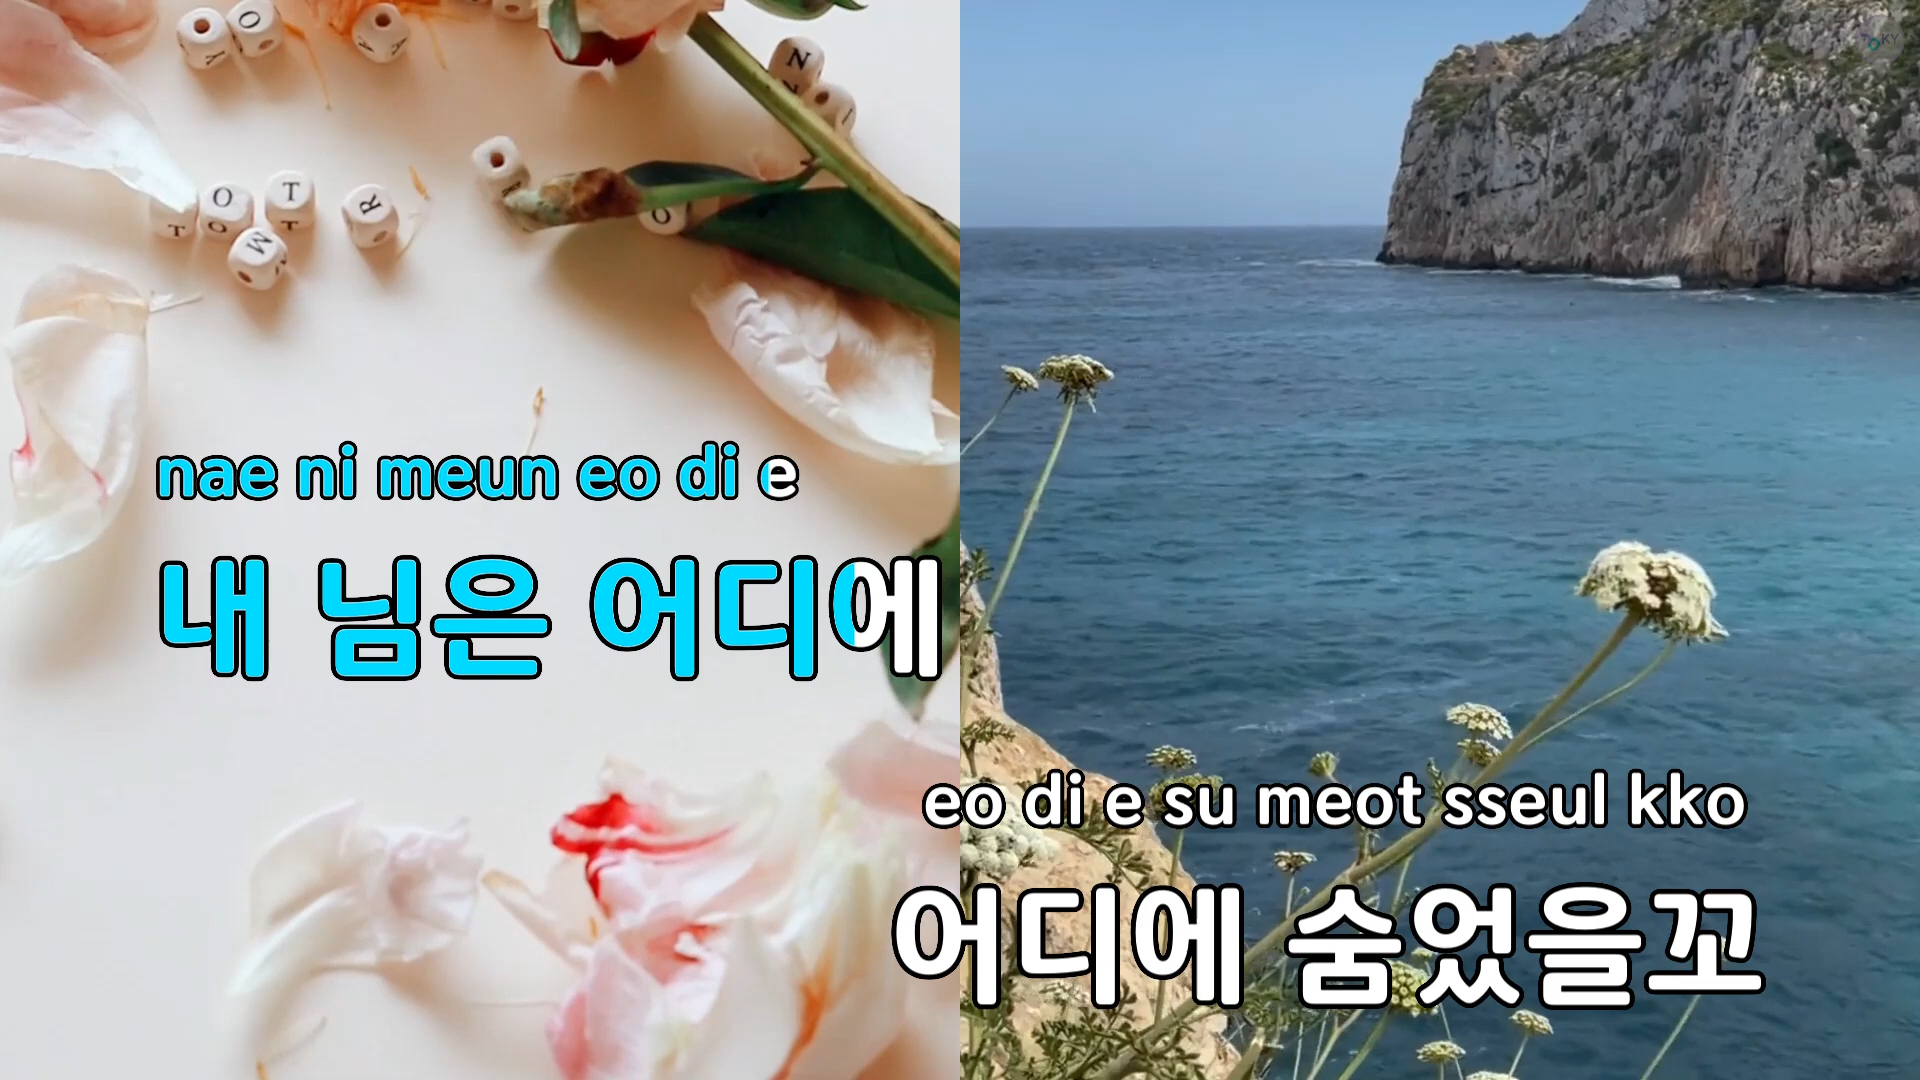 nae ni meun eo di e
내 님은 어디에
eo di e su meot sseul kko
어디에 숨었을꼬
Y O
N
T O T T R
M
O
KY